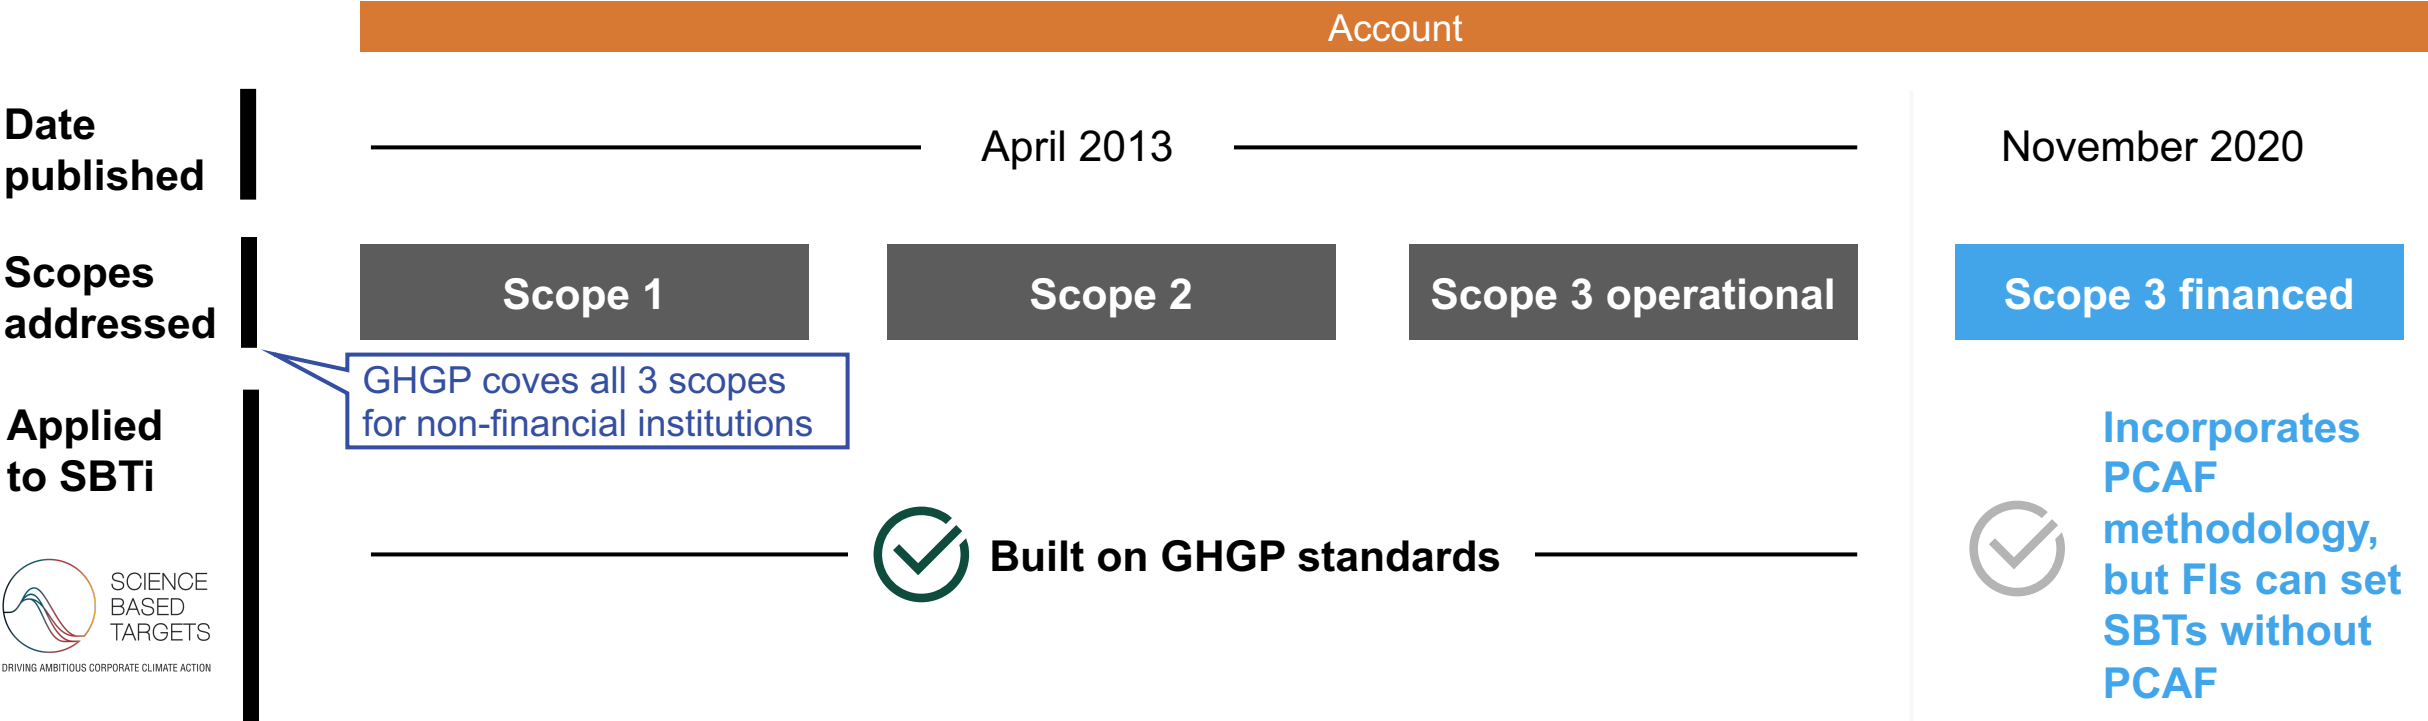 Account
Date
published
April 2013
November 2020
Scopes
addressed
Scope 1
Scope 2
Scope 3 operational
Scope 3 financed
GHGP coves all 3 scopes
for non-financial institutions
Applied
to SBTi
Built on GHGP standards
Incorporates
PCAF
methodology,
but FIs can set
SBTs without
PCAF
SCIENCE
BASED
TARGETS
DRIVING AMBITIOUS CORPORATE CLIMATE ACTION